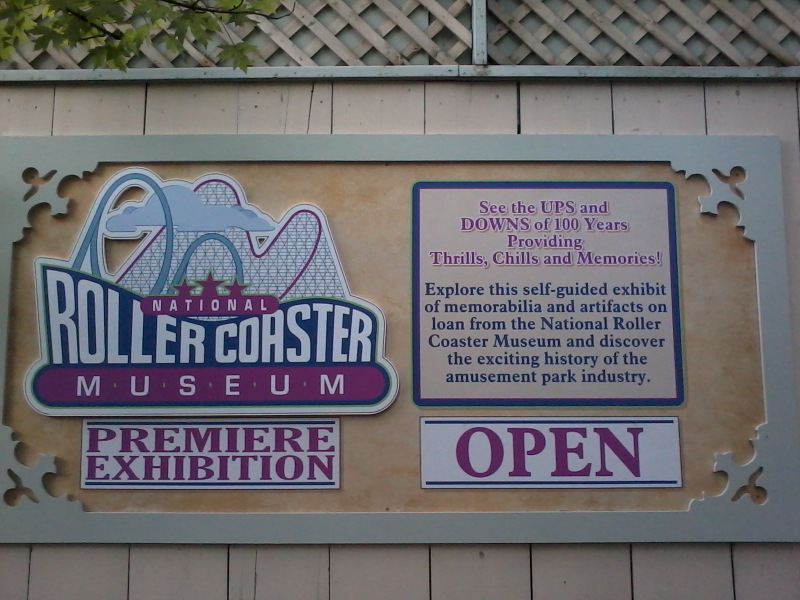 NATIONAL
ROLLER COASTER
MUSEUM
PREMIERE
EXHIBITION
See the UPS and
DOWNS of 100 Years
Providing
Thrills, Chills and Memories!
Explore this self-guided exhibit
of memorabilia and artifacts on
loan from the National Roller
Coaster Museum and discover
the exciting history of the
amusement park industry.
OPEN